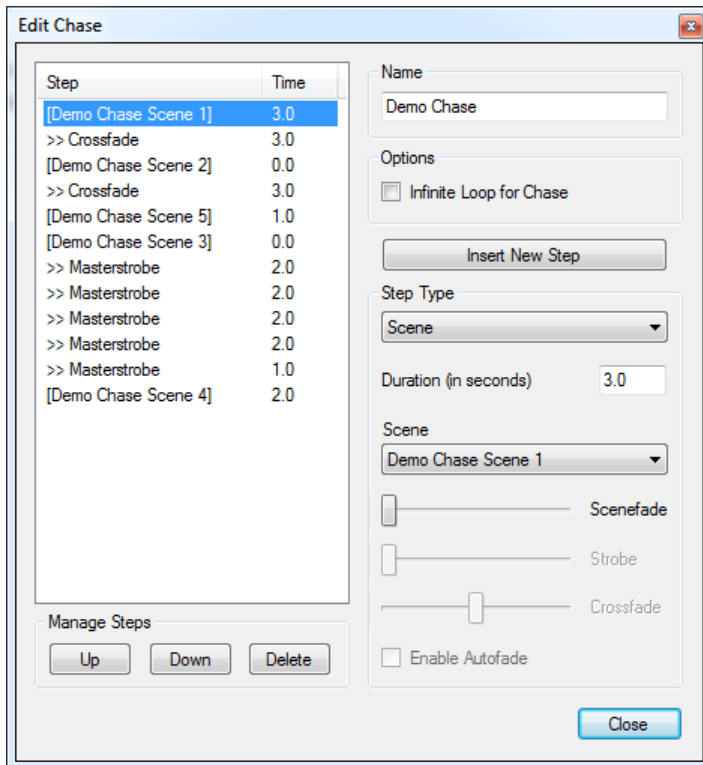 Edit Chase
Step Time
[Demo Chase Scene 1] 3.0
>> Crossfade 3.0
[Demo Chase Scene 2] 0.0
>> Crossfade 3.0
[Demo Chase Scene 5] 1.0
[Demo Chase Scene 3] 0.0
>> Masterstrobe 2.0
>> Masterstrobe 2.0
>> Masterstrobe 2.0
>> Masterstrobe 2.0
>> Masterstrobe 1.0
[Demo Chase Scene 4] 2.0
Manage Steps
Up Down Delete
Name
Demo Chase
Options
Infinite Loop for Chase
Insert New Step
Step Type
Scene
Duration (in seconds) 3.0
Scene
Demo Chase Scene 1
Scenefade
Strobe
Crossfade
Enable Autofade
Close